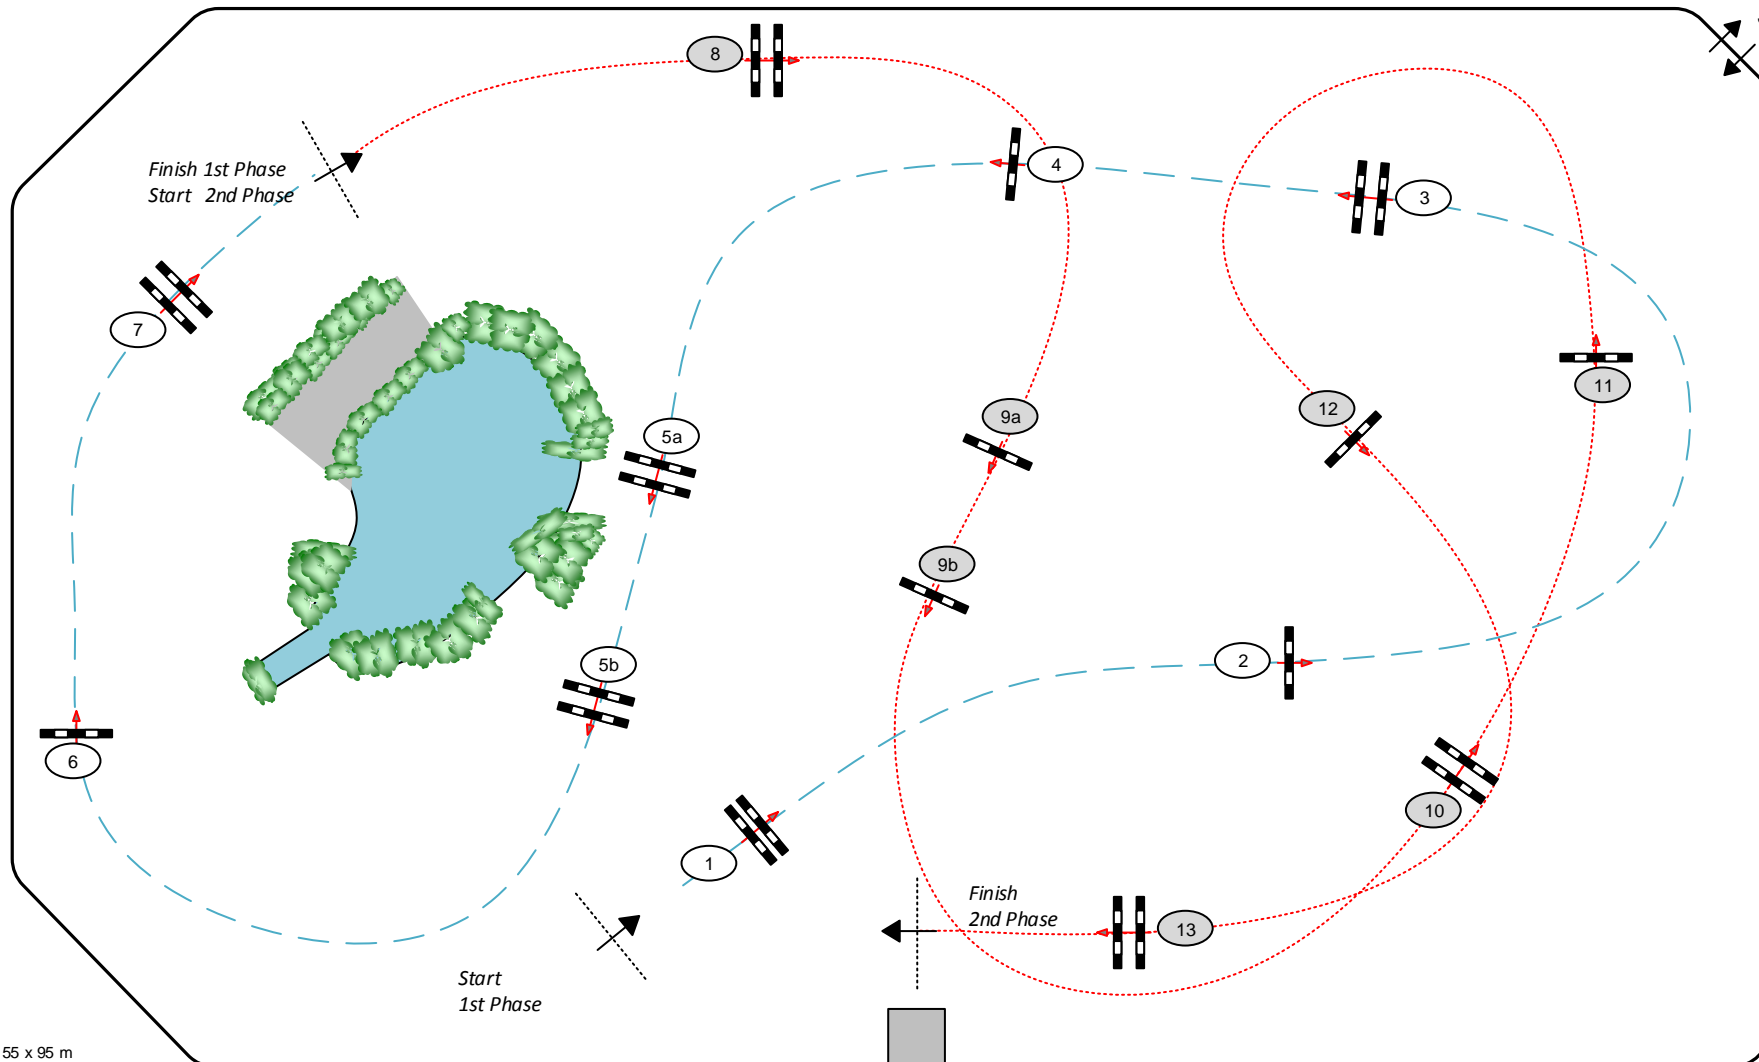 8
Finish 1st Phase
Start 2nd Phase
4
3
7
11
12
9a
5a
9b
2
5b
6
10
1
Finish
2nd Phase
13
Start
1st Phase
55 x 95 m